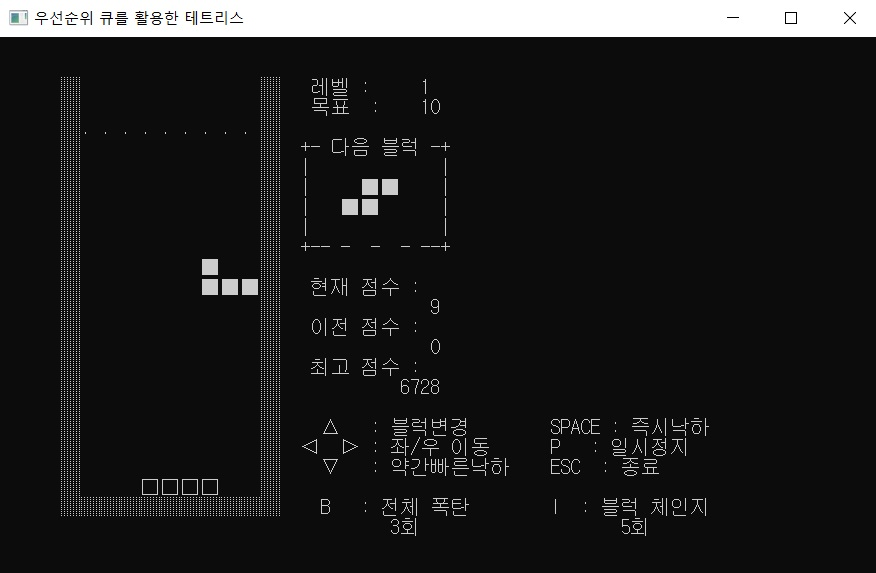 우선순위 큐를 활용한 테트리스
레벨 : 1
목표 : 10
다음 블럭
현재 점수 :
9
이전 점수 :
0
최고 점수 :
6728
△ : 블럭변경 SPACE : 즉시낙하
◁ ▷ : 좌/우 이동 P : 일시정지
▽ : 약간빠른낙하 ESC : 종료
B : 전체 폭탄 I : 블럭 체인지
3회 5회